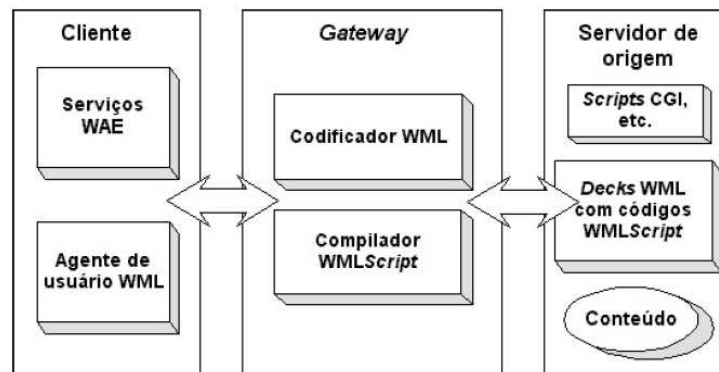 Cliente
Serviços
WAE
Agente de
usuário WML
Gateway
Codificador WML
Compilador
WMLScript
Servidor de
origem
Scripts CGI,
etc.
Decks WML
com códigos
WMLScript
Conteúdo